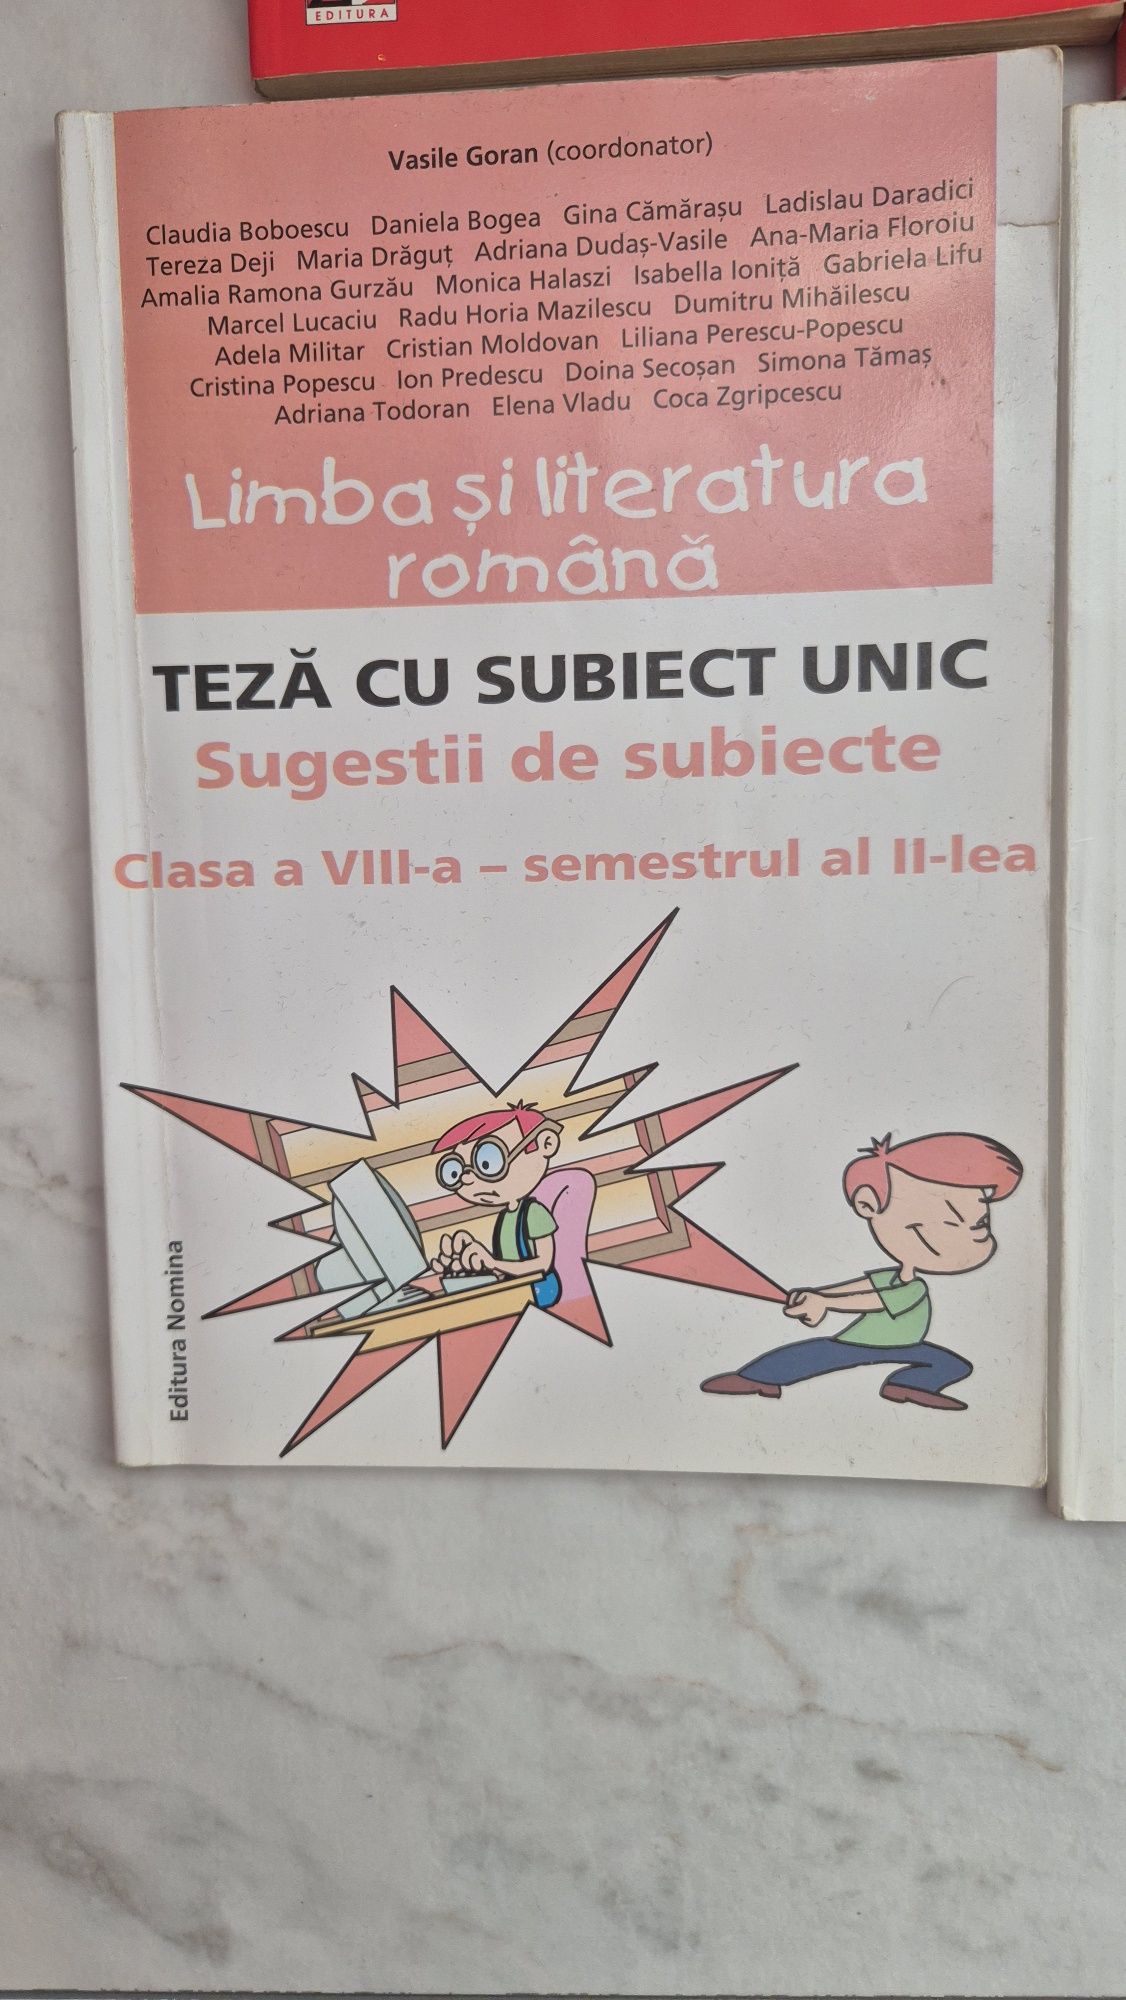 EDITURA
Vasile Goran (coordonator)
Claudia Boboescu Daniela Bogea Gina Cămărașu Ladislau Daradici
Tereza Deji Maria Drăguț Adriana Dudaș-Vasile Ana-Maria Floroiu
Amalia Ramona Gurzău Monica Halaszi Isabella Ioniță Gabriela Lifu
Marcel Lucaciu Radu Horia Mazilescu Dumitru Mihăilescu
Adela Militar Cristian Moldovan Liliana Perescu-Popescu
Cristina Popescu Ion Predescu Doina Secoșan Simona Tămaș
Adriana Todoran Elena Vladu Coca Zgripcescu
Limba și literatura
română
TEZĂ CU SUBIECT UNIC
Sugestii de subiecte
Clasa a VIII-a – semestrul al II-lea
Editura Nomina